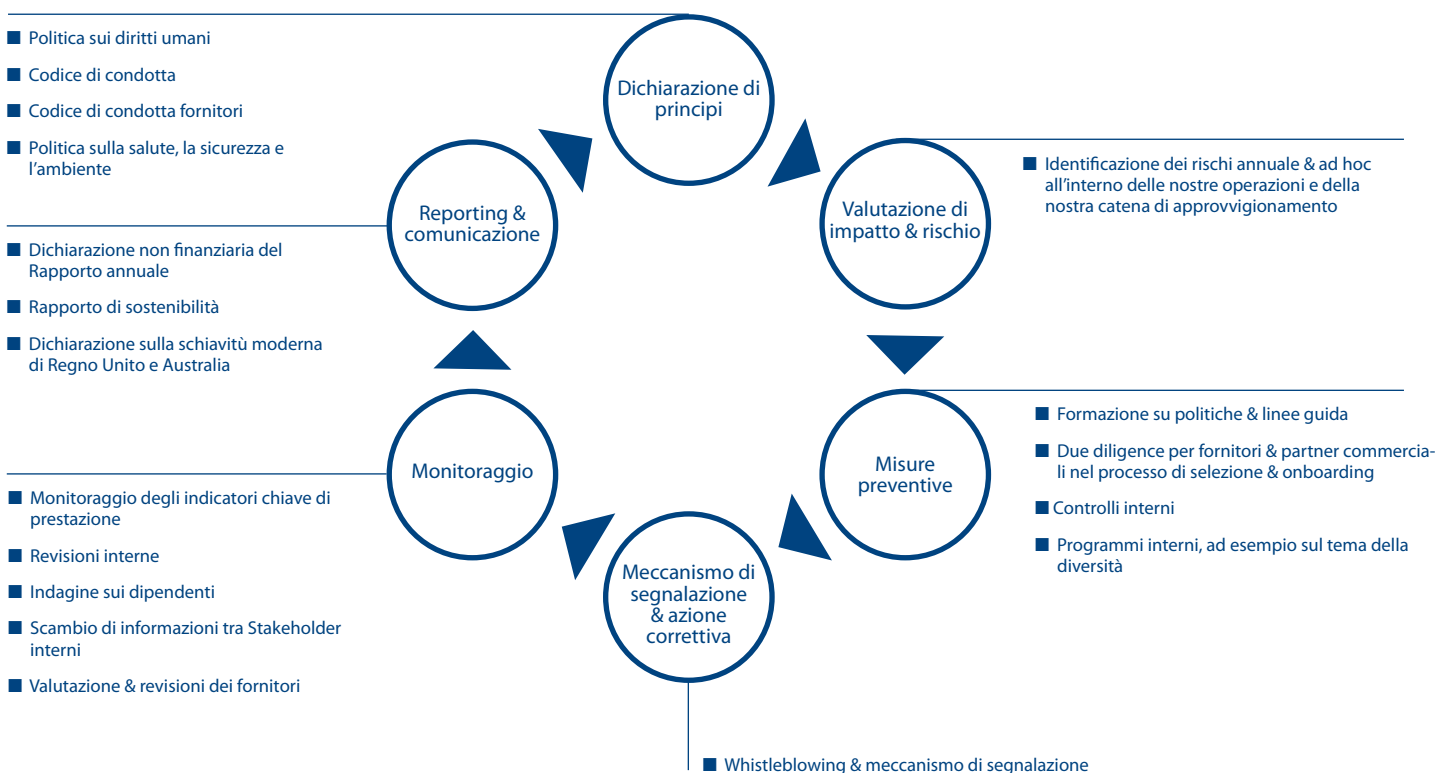 Dichiarazione di
principi
■ Politica sui diritti umani
■ Codice di condotta
■ Codice di condotta fornitori
■ Politica sulla salute, la sicurezza e
l'ambiente
Valutazione di
impatto & rischio
■ Identificazione dei rischi annuale & ad hoc
all'interno delle nostre operazioni e della
nostra catena di approvvigionamento
Misure
preventive
■ Formazione su politiche & linee guida
■ Due diligence per fornitori & partner commercia-
li nel processo di selezione & onboarding
■ Controlli interni
■ Programmi interni, ad esempio sul tema della
diversità
Meccanismo di
segnalazione
& azione
correttiva
■ Whistleblowing & meccanismo di segnalazione
Monitoraggio
■ Monitoraggio degli indicatori chiave di
prestazione
■ Revisioni interne
■ Indagine sui dipendenti
■ Scambio di informazioni tra Stakeholder
interni
■ Valutazione & revisioni dei fornitori
Reporting &
comunicazione
■ Dichiarazione non finanziaria del
Rapporto annuale
■ Rapporto di sostenibilità
■ Dichiarazione sulla schiavitù moderna
di Regno Unito e Australia